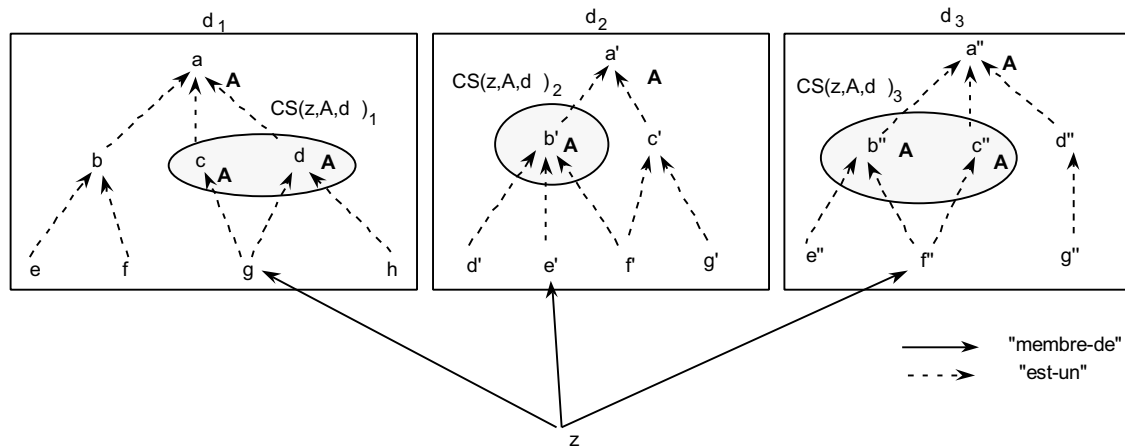 d 1
d 2
d 3
a
A
CS(z,A,d )1
b
c
A
d
A
e
f
g
h
a'
A
CS(z,A,d )2
b'
A
c'
d'
e'
f'
g'
a"
A
CS(z,A,d )3
b"
A
c"
A
d"
e"
f"
g"
"membre-de"
"est-un"
z